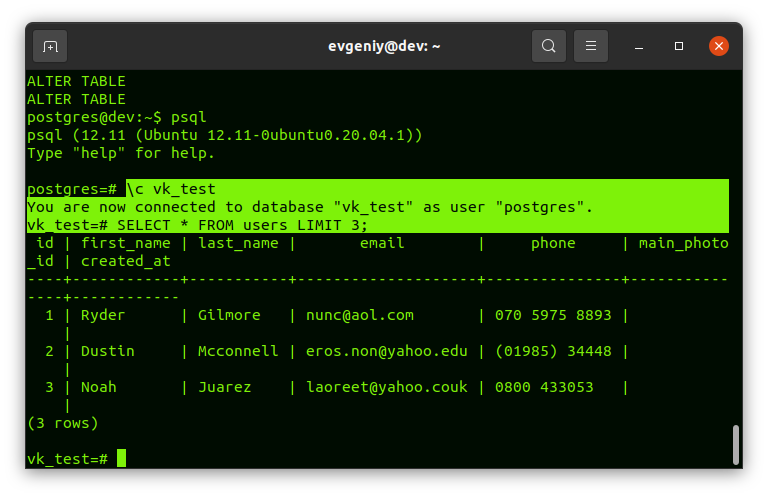 evgeniy@dev: ~
ALTER TABLE
ALTER TABLE
postgres@dev:~$ psql
psql (12.11 (Ubuntu 12.11-0ubuntu0.20.04.1))
Type "help" for help.
postgres=# \c vk_test
You are now connected to database "vk_test" as user "postgres".
vk_test=# SELECT * FROM users LIMIT 3;
 id | first_name | last_name |       email        |     phone     | main_photo
_id | created_at
----+------------+-----------+--------------------+---------------+-----------
----+------------
  1 | Ryder      | Gilmore   | nunc@aol.com       | 070 5975 8893 |
    |
  2 | Dustin     | Mcconnell | eros.non@yahoo.edu | (01985) 34448 |
    |
  3 | Noah       | Juarez    | laoreet@yahoo.couk | 0800 433053   |
    |
(3 rows)
vk_test=#